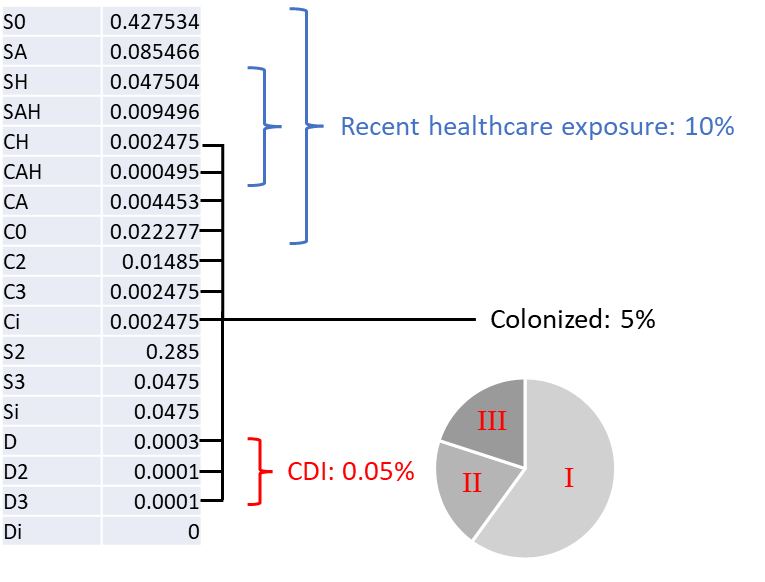 S0 0.427534
SA 0.085466
SH 0.047504
SAH 0.009496
CH 0.002475
CAH 0.000495
CA 0.004453
C0 0.022277
C2 0.01485
C3 0.002475
Ci 0.002475
S2 0.285
S3 0.0475
Si 0.0475
D 0.0003
D2 0.0001
D3 0.0001
Di 0
Recent healthcare exposure: 10%
Colonized: 5%
CDI: 0.05%
III
II
I